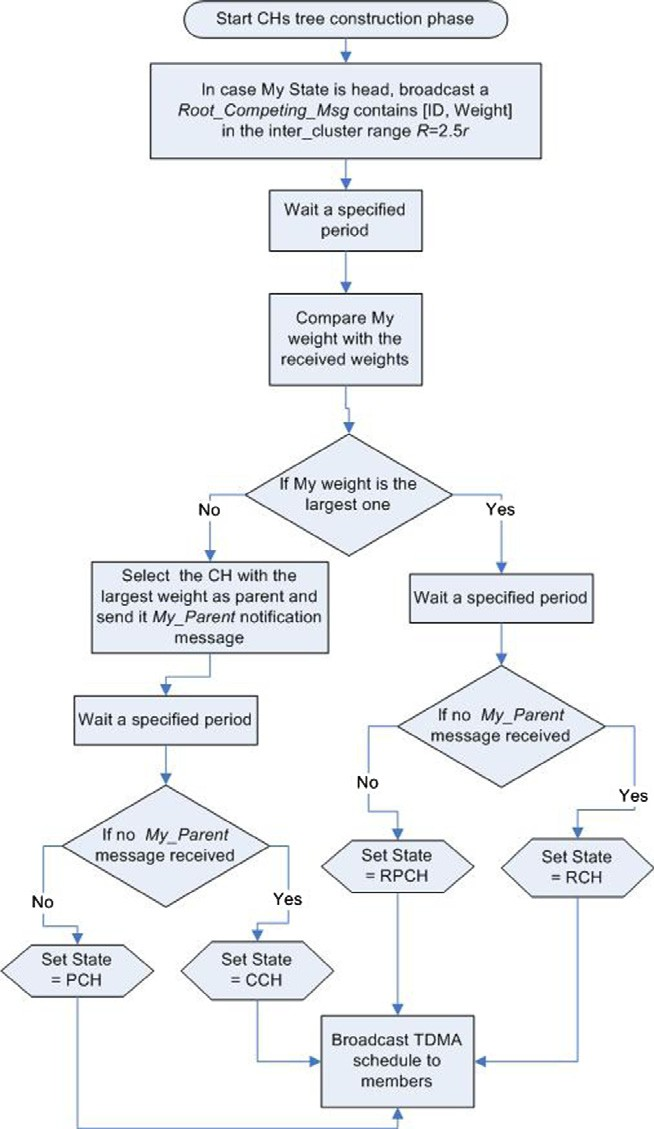 Start CHs tree construction phase
In case My State is head, broadcast a
Root_Competing_Msg contains [ID, Weight]
in the inter_cluster range R=2.5r
Wait a specified
period
Compare My
weight with the
received weights
If My weight is the
largest one
No
Yes
Select the CH with the
largest weight as parent and
send it My_Parent notification
message
Wait a specified period
Wait a specified period
If no My_Parent
message received
No
Yes
If no My_Parent
message received
Set State
= RPCH
Set State
= RCH
No
Yes
Set State
= PCH
Set State
= CCH
Broadcast TDMA
schedule to
members